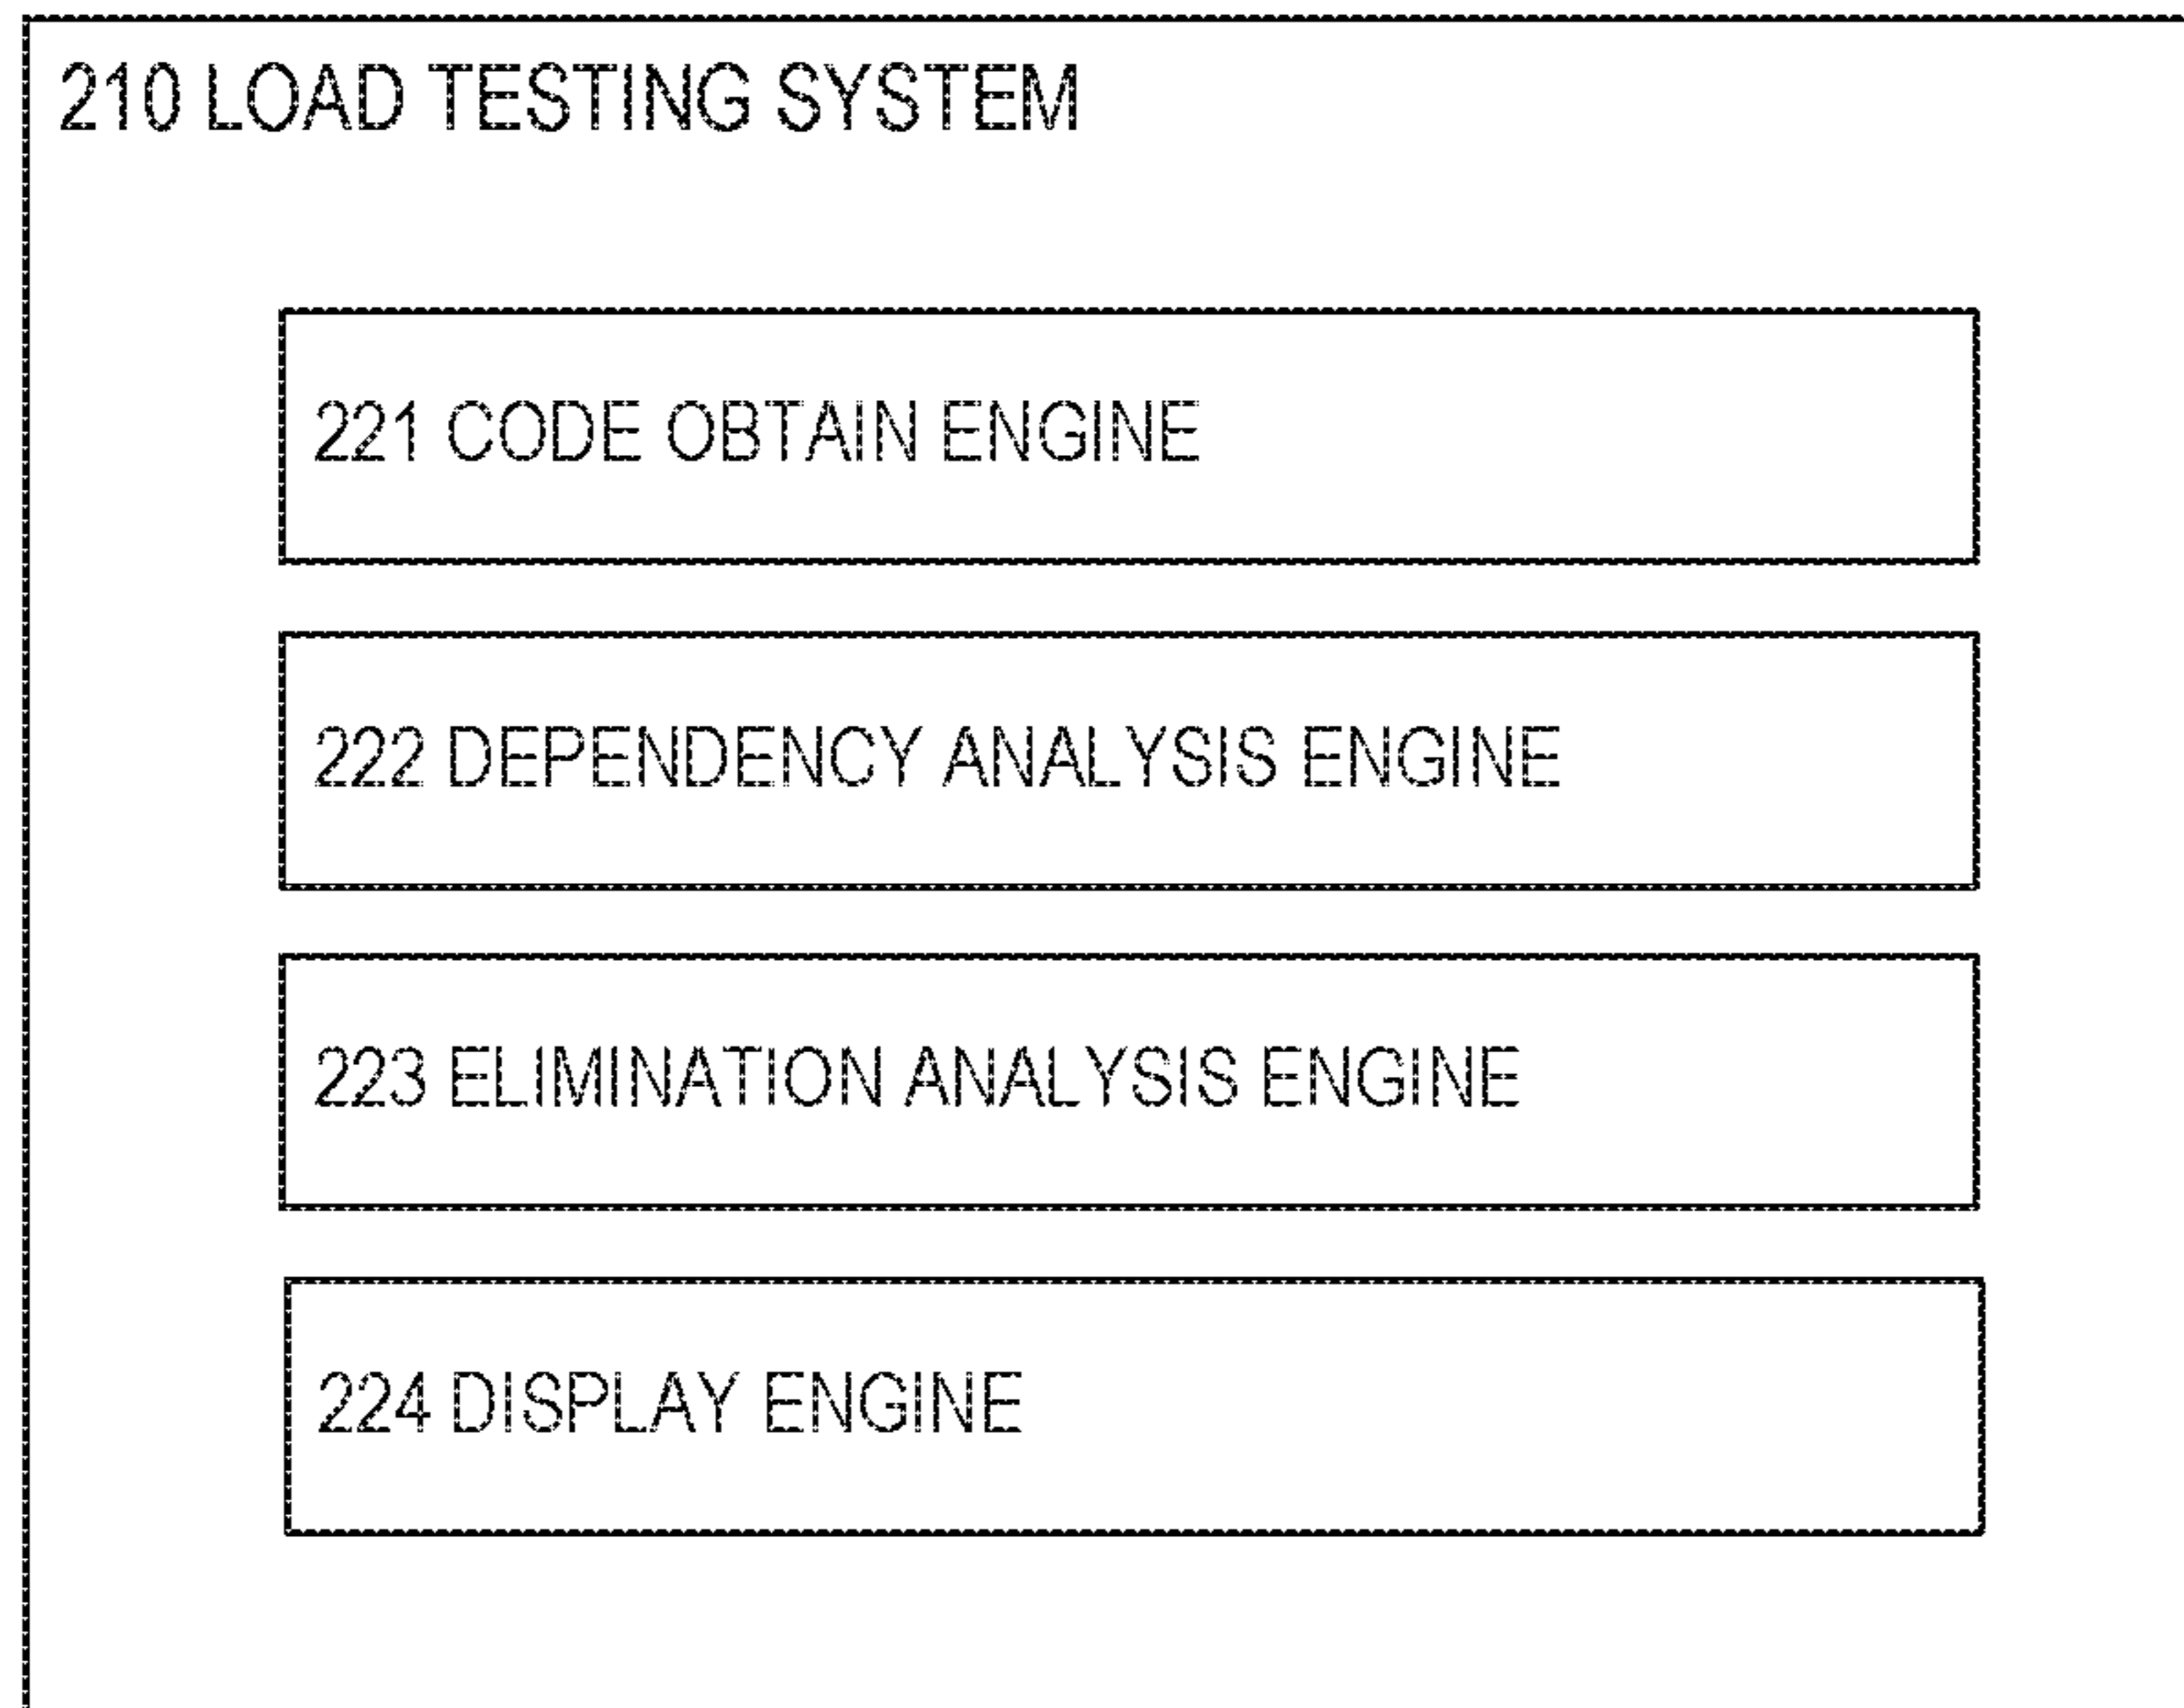 210 LOAD TESTING SYSTEM
221 CODE OBTAIN ENGINE
222 DEPENDENCY ANALYSIS ENGINE
223 ELIMINATION ANALYSIS ENGINE
224 DISPLAY ENGINE